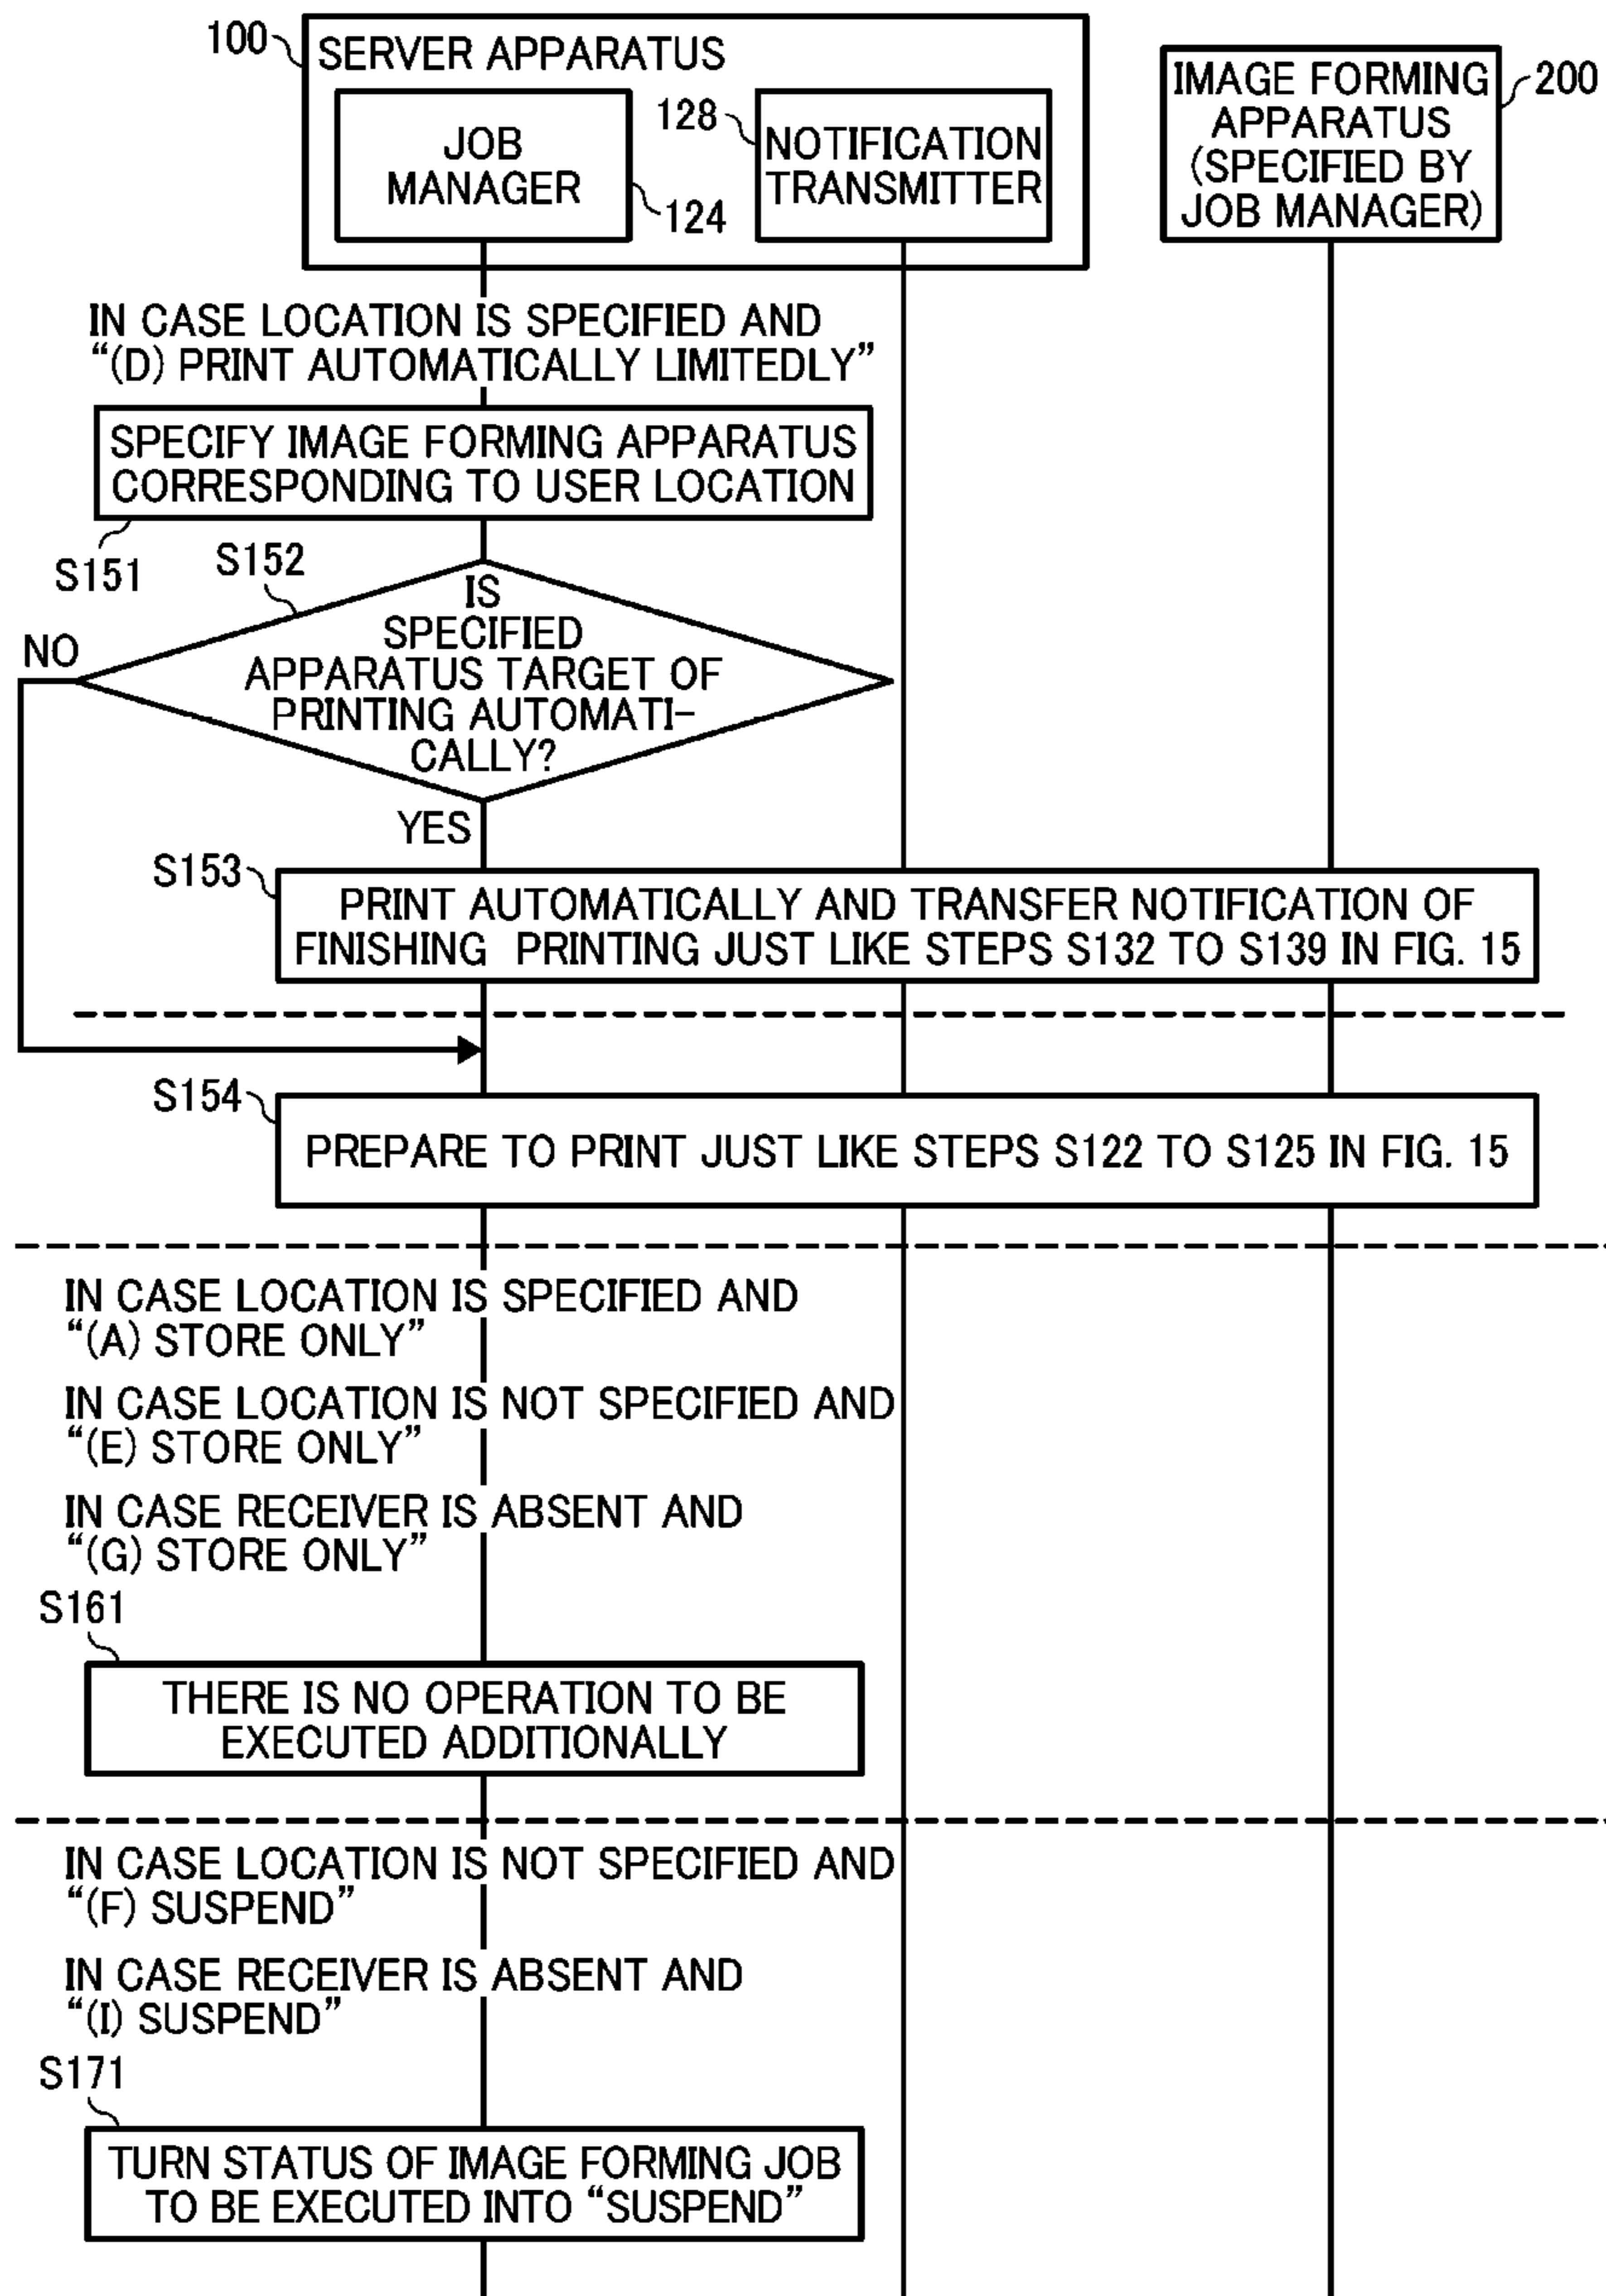 100
SERVER APPARATUS
JOB
MANAGER
124
128
NOTIFICATION
TRANSMITTER
IMAGE FORMING
APPARATUS
(SPECIFIED BY
JOB MANAGER)
200
IN CASE LOCATION IS SPECIFIED AND
“(D) PRINT AUTOMATICALLY LIMITEDLY”
SPECIFY IMAGE FORMING APPARATUS
CORRESPONDING TO USER LOCATION
S151
S152
IS
SPECIFIED
APPARATUS TARGET OF
PRINTING AUTOMATI-
CALLY?
NO
YES
S153
PRINT AUTOMATICALLY AND TRANSFER NOTIFICATION OF
FINISHING PRINTING JUST LIKE STEPS S132 TO S139 IN FIG. 15
S154
PREPARE TO PRINT JUST LIKE STEPS S122 TO S125 IN FIG. 15
IN CASE LOCATION IS SPECIFIED AND
“(A) STORE ONLY”
IN CASE LOCATION IS NOT SPECIFIED AND
“(E) STORE ONLY”
IN CASE RECEIVER IS ABSENT AND
“(G) STORE ONLY”
S161
THERE IS NO OPERATION TO BE
EXECUTED ADDITIONALLY
IN CASE LOCATION IS NOT SPECIFIED AND
“(F) SUSPEND”
IN CASE RECEIVER IS ABSENT AND
“(I) SUSPEND”
S171
TURN STATUS OF IMAGE FORMING JOB
TO BE EXECUTED INTO “SUSPEND”